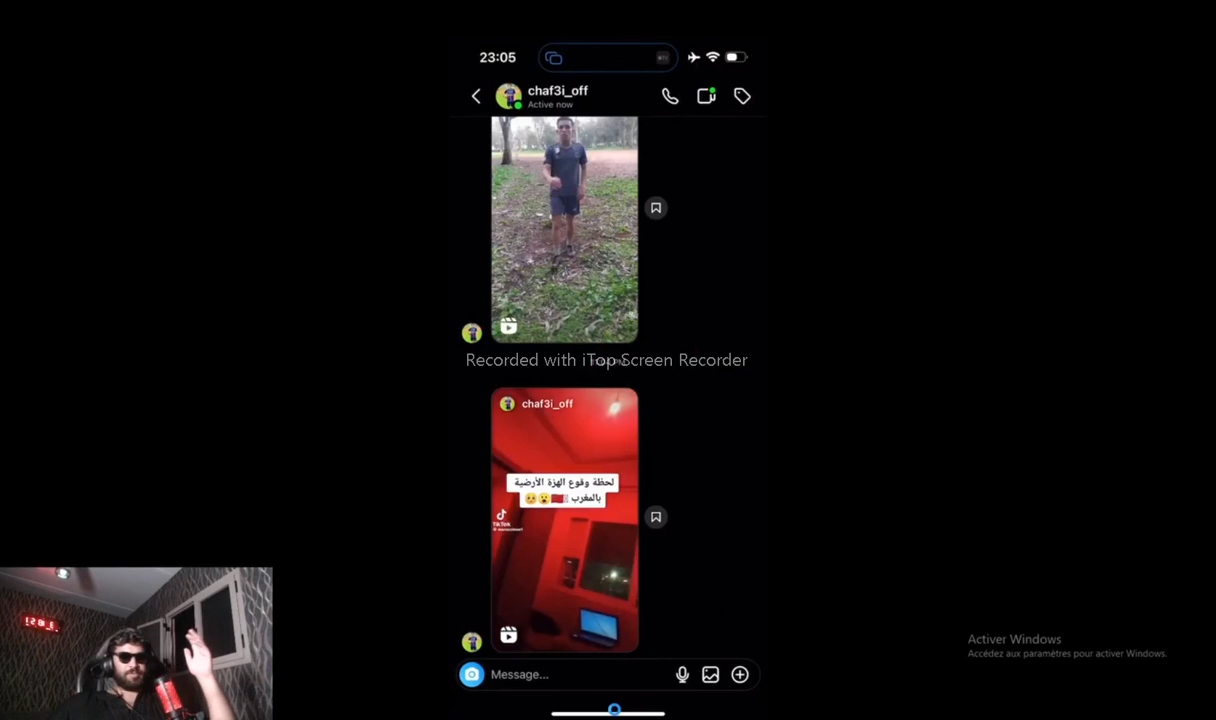 23:05
chaf3i_off
Active now
Recorded with iTop Screen Recorder
chaf3i_off
لحظة وقوع الهزة الأرضية
بالمغرب 🇲🇦😮🥺
TikTok
Message...
Activer Windows
Accédez aux paramètres pour activer Windows.